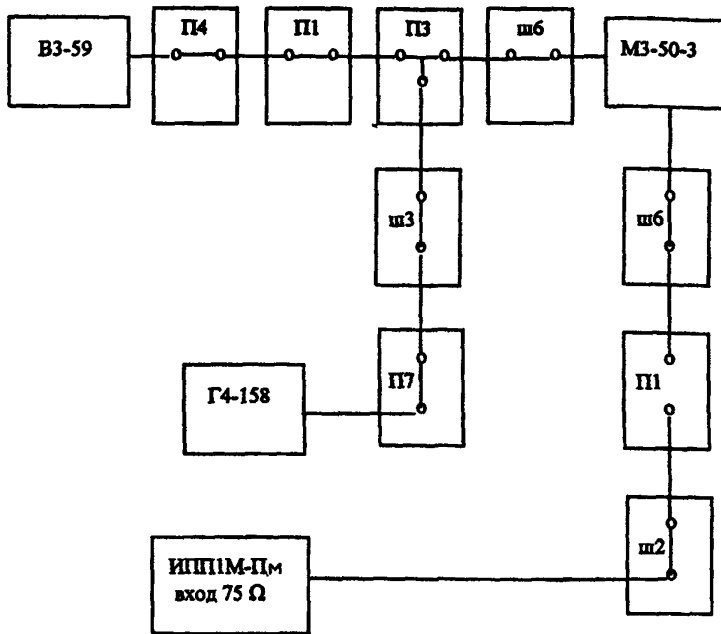 В3-59
П4
П1
П3
ш6
М3-50-3
ш3
ш6
Г4-158
П7
П1
ИПП1М-Пм
вход 75 Ω
ш2